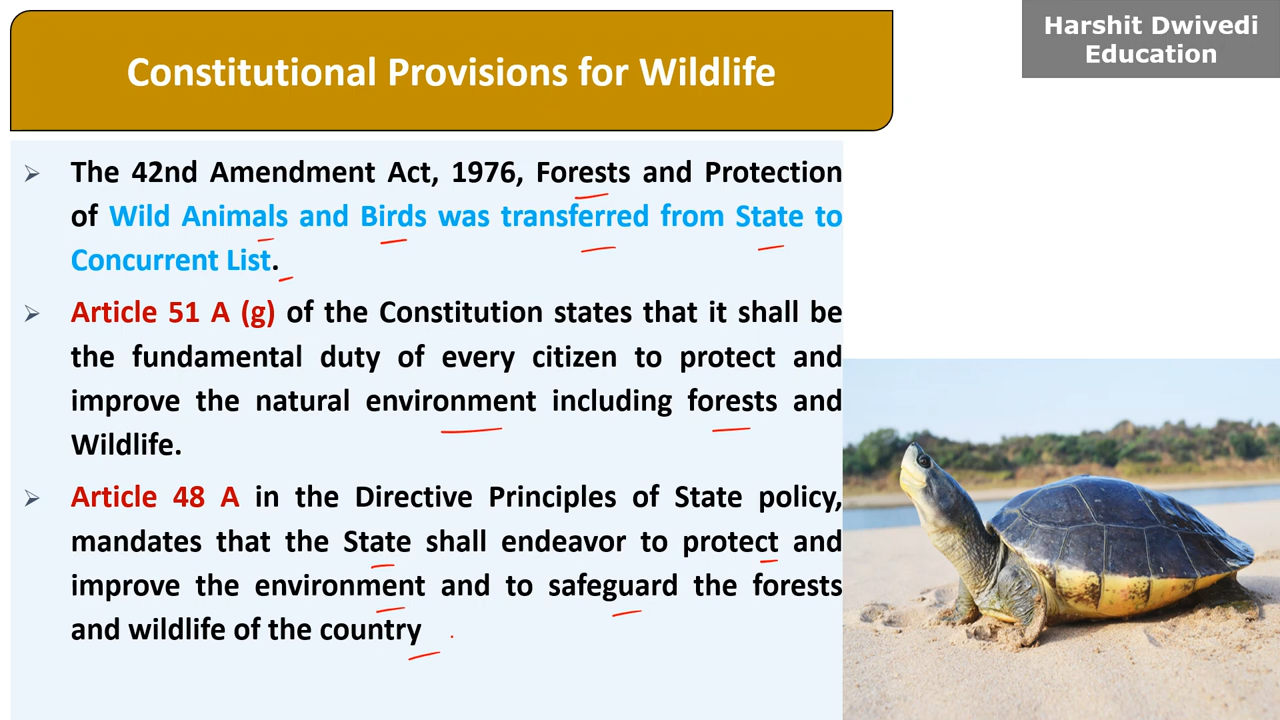 Harshit Dwivedi
Education
Constitutional Provisions for Wildlife
The 42nd Amendment Act, 1976, Forests and Protection
of Wild Animals and Birds was transferred from State to
Concurrent List.
Article 51 A (g) of the Constitution states that it shall be
the fundamental duty of every citizen to protect and
improve the natural environment including forests and
Wildlife.
Article 48 A in the Directive Principles of State policy,
mandates that the State shall endeavor to protect and
improve the environment and to safeguard the forests
and wildlife of the country